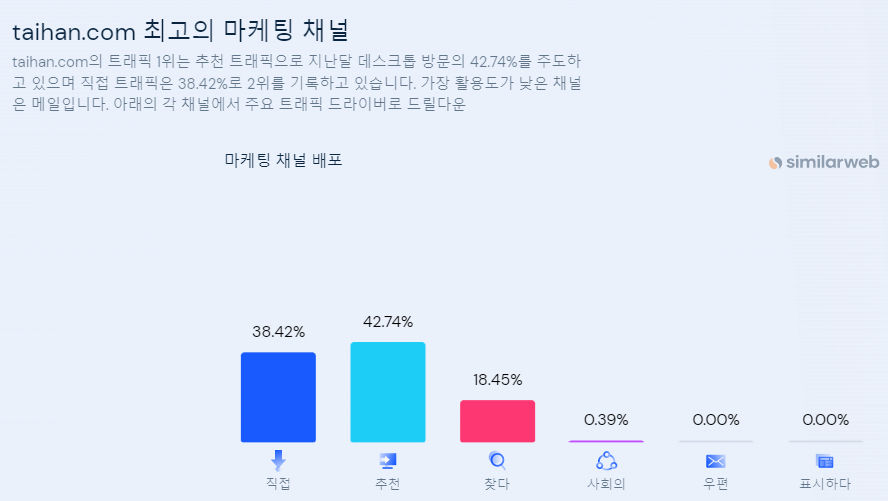 taihan.com 최고의 마케팅 채널
taihan.com의 트래픽 1위는 추천 트래픽으로 지난달 데스크톱 방문의 42.74%를 주도하
고 있으며 직접 트래픽은 38.42%로 2위를 기록하고 있습니다. 가장 활용도가 낮은 채널
은 메일입니다. 아래의 각 채널에서 주요 트래픽 드라이버로 드릴다운
마케팅 채널 배포
similarweb
38.42%
42.74%
18.45%
0.39%
0.00%
0.00%
직접
추천
찾다
사회의
우편
표시하다